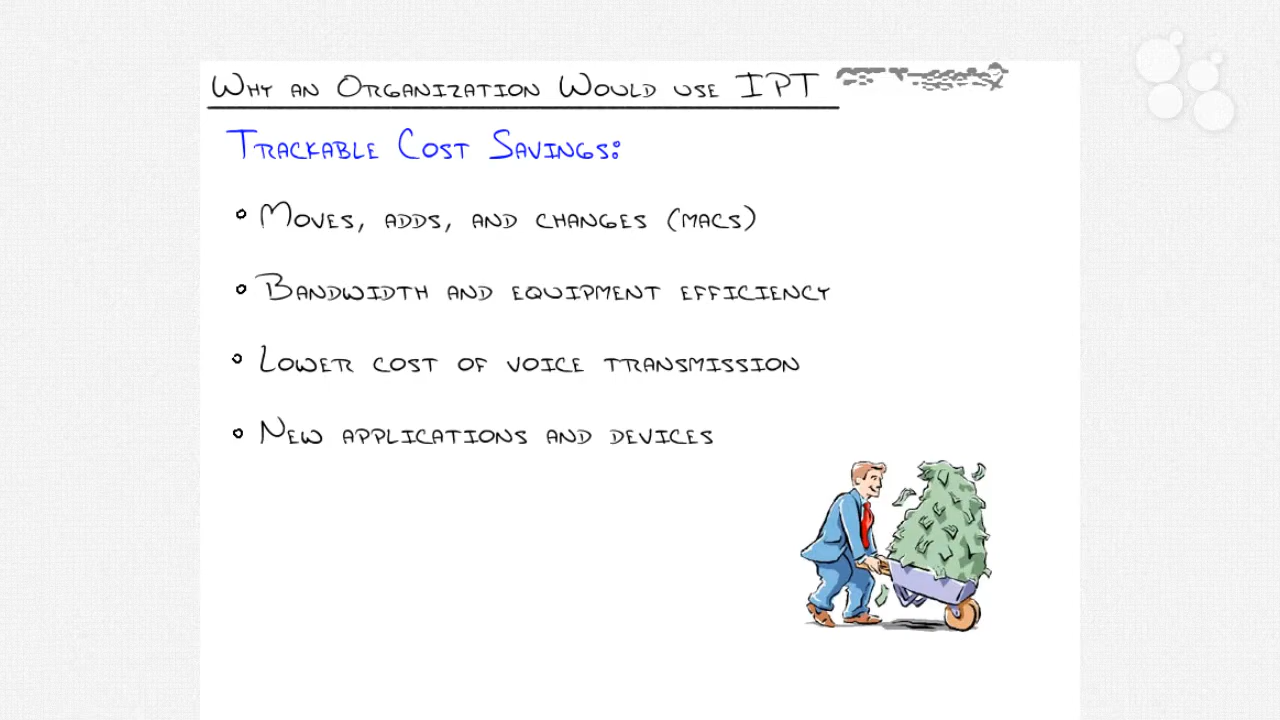 Why an Organization Would use IPT
Trackable Cost Savings:
Moves, adds, and changes (macs)
Bandwidth and equipment efficiency
Lower cost of voice transmission
New applications and devices